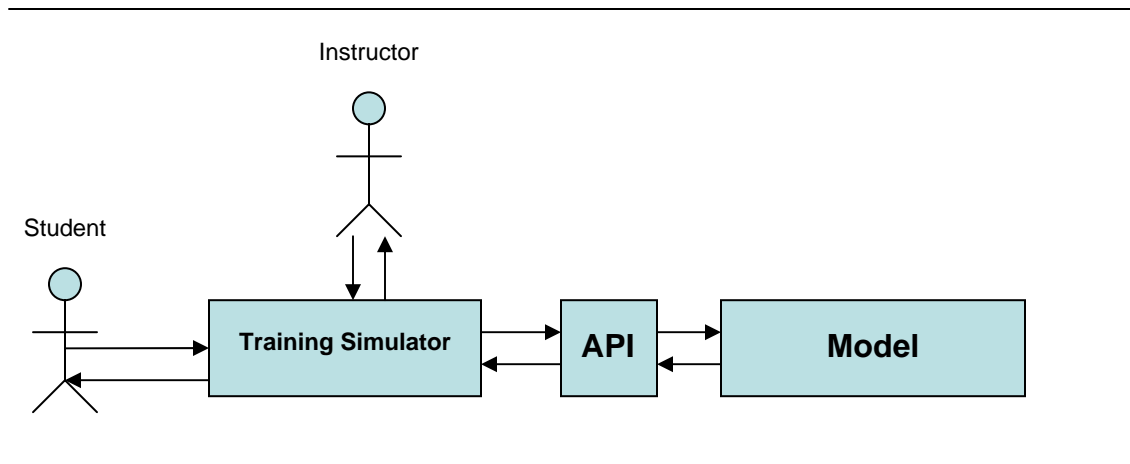 Instructor
Student
Training Simulator
API
Model